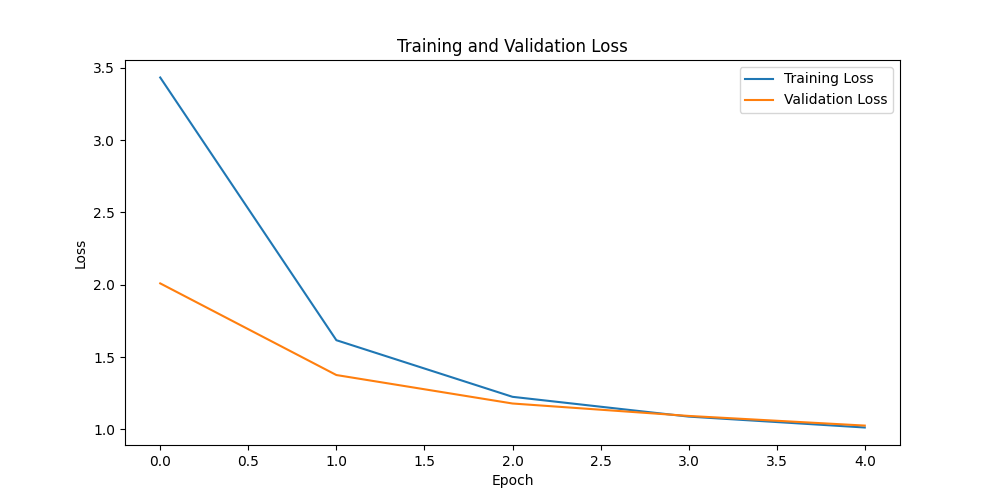 Training and Validation Loss
Training Loss
Validation Loss
3.5
3.0
2.5
2.0
1.5
1.0
Loss
0.0 0.5 1.0 1.5 2.0 2.5 3.0 3.5 4.0
Epoch